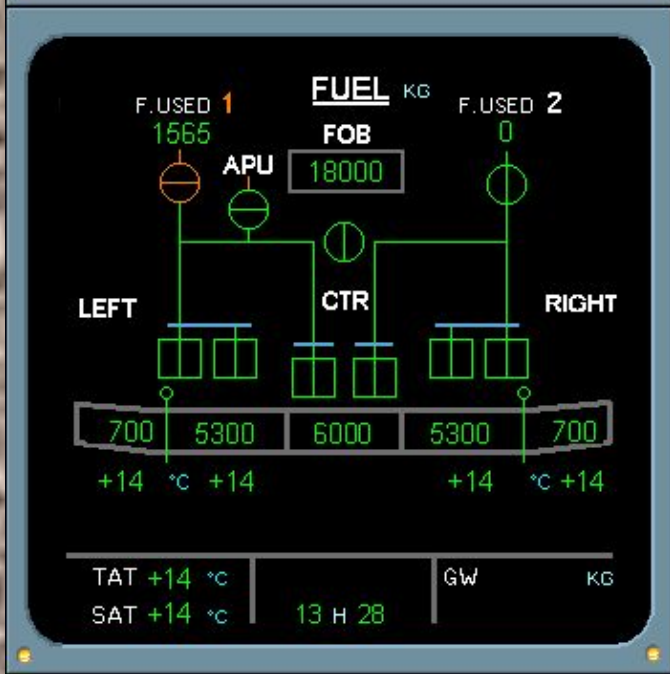 FUEL KG
F.USED 1 F.USED 2
1565 FOB 0
APU 18000
LEFT CTR RIGHT
700 5300 6000 5300 700
+14 °C +14 +14 °C +14
TAT +14 °C GW KG
SAT +14 °C 13 H 28